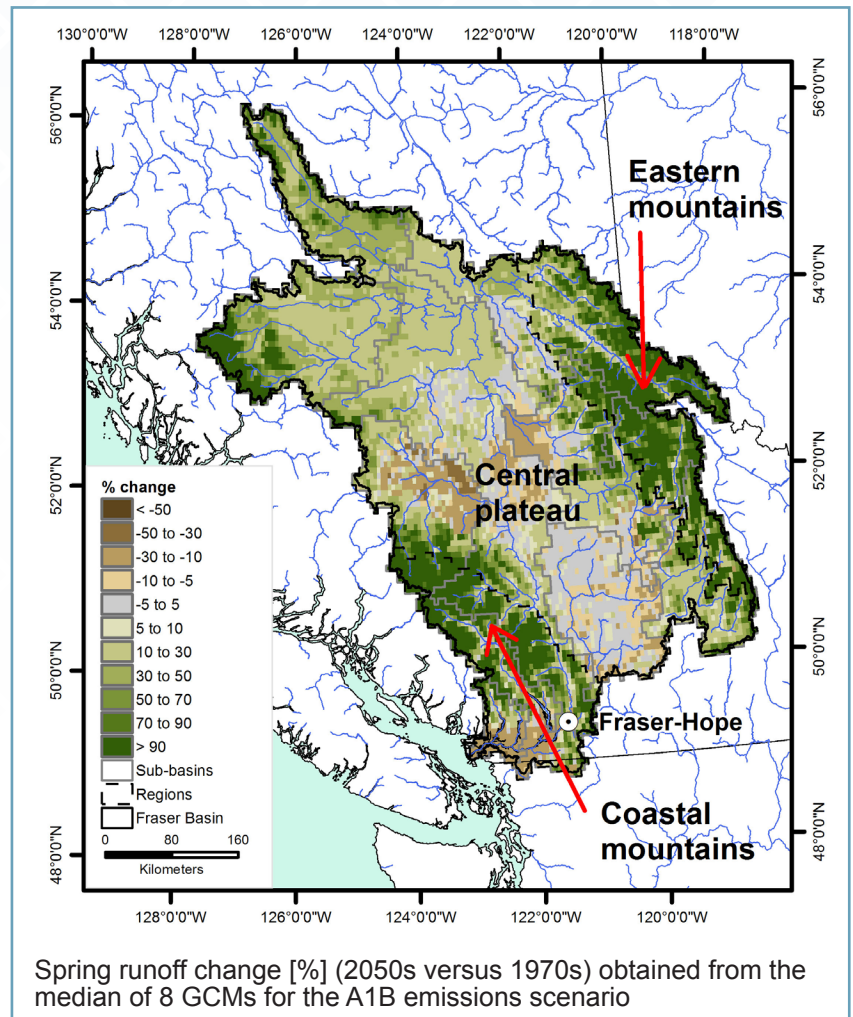 130°0'0"W 126°0'0"W 124°0'0"W 122°0'0"W 120°0'0"W 118°0'0"W
56°0'0"N
56°0'0"N
Eastern
mountains
54°0'0"N
54°0'0"N
52°0'0"N
52°0'0"N
Central
plateau
% change
< -50
-50 to -30
-30 to -10
-10 to -5
-5 to 5
5 to 10
10 to 30
30 to 50
50 to 70
70 to 90
> 90
Sub-basins
Regions
Fraser Basin
0 80 160
Kilometers
50°0'0"N
50°0'0"N
Fraser-Hope
Coastal
mountains
48°0'0"N
48°0'0"N
128°0'0"W 126°0'0"W 124°0'0"W 122°0'0"W 120°0'0"W
Spring runoff change [%] (2050s versus 1970s) obtained from the
median of 8 GCMs for the A1B emissions scenario